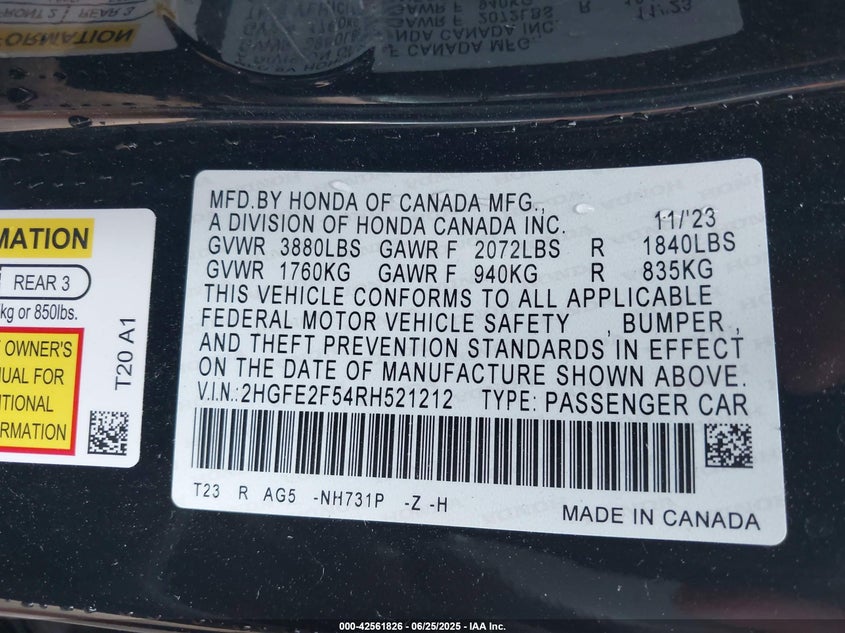 MFD.BY HONDA OF CANADA MFG.,
A DIVISION OF HONDA CANADA INC. 11/'23
GVWR 3880LBS GAWR F 2072LBS R 1840LBS
GVWR 1760KG GAWR F 940KG R 835KG
THIS VEHICLE CONFORMS TO ALL APPLICABLE
FEDERAL MOTOR VEHICLE SAFETY , BUMPER ,
AND THEFT PREVENTION STANDARDS IN EFFECT
ON THE DATE OF MANUFACTURE SHOWN ABOVE.
V.I.N.:2HGFE2F54RH521212 TYPE: PASSENGER CAR
T23 R AG5 -NH731P -Z -H
MADE IN CANADA
MATION
REAR 3
kg or 850lbs.
OWNER'S
FOR
T20 A1
000-42561826 - 06/25/2025 - IAA Inc.